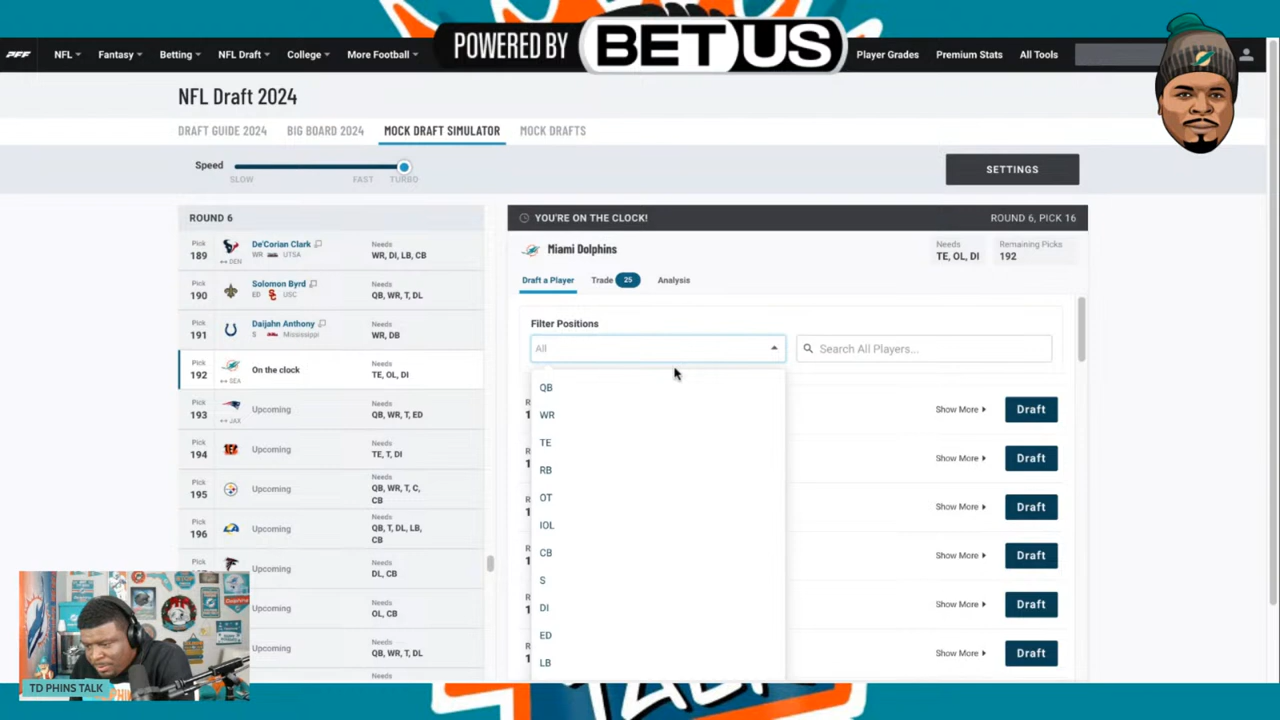 POWERED BY BETUS
PFF NFL Fantasy Betting NFL Draft College More Football Player Grades Premium Stats All Tools
NFL Draft 2024
DRAFT GUIDE 2024 BIG BOARD 2024 MOCK DRAFT SIMULATOR MOCK DRAFTS
Speed
SLOW FAST TURBO
SETTINGS
ROUND 6
Pick 189 DEN De'Corian Clark WR UTSA Needs WR, DI, LB, CB
Pick 190 Solomon Byrd ED USC Needs QB, WR, T, DL
Pick 191 Daijahn Anthony S Mississippi Needs WR, DB
Pick 192 SEA On the clock Needs TE, OL, DI
Pick 193 JAX Upcoming Needs QB, WR, T, ED
Pick 194 Upcoming Needs TE, T, DI
Pick 195 Upcoming Needs QB, WR, T, C,
CB
Pick 196 Upcoming Needs QB, T, DL, LB,
CB
Upcoming Needs DL, CB
Upcoming Needs OL, CB
Upcoming Needs QB, WR, T, DL
Needs
YOU'RE ON THE CLOCK! ROUND 6, PICK 16
Miami Dolphins
Needs
TE, OL, DI
Remaining Picks
192
Draft a Player Trade 25 Analysis
Filter Positions
All
Search All Players...
QB
WR
TE
RB
OT
IOL
CB
S
DI
ED
LB
Show More Draft
Show More Draft
Show More Draft
Show More Draft
Show More Draft
Show More Draft
TD PHINS TALK
TALK